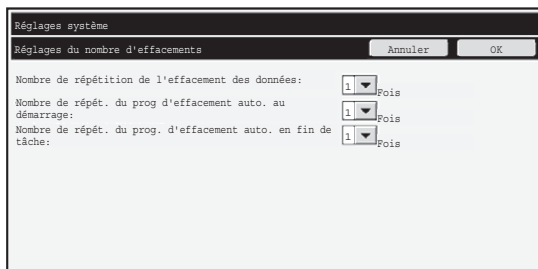 Réglages système
Réglages du nombre d'effacements
Annuler
OK
Nombre de répétition de l'effacement des données:
1
Fois
Nombre de répét. du prog d'effacement auto. au
démarrage:
1
Fois
Nombre de répét. du prog. d'effacement auto. en fin de
tâche:
1
Fois